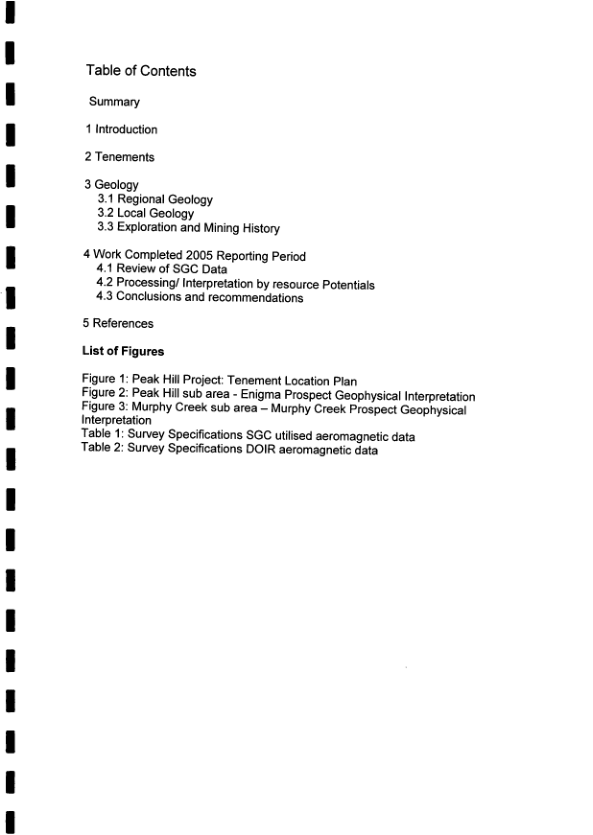 Table of Contents
Summary
1 Introduction
2 Tenements
3 Geology
3.1 Regional Geology
3.2 Local Geology
3.3 Exploration and Mining History
4 Work Completed 2005 Reporting Period
4.1 Review of SGC Data
4.2 Processing/ Interpretation by resource Potentials
4.3 Conclusions and recommendations
5 References
List of Figures
Figure 1: Peak Hill Project: Tenement Location Plan
Figure 2: Peak Hill sub area - Enigma Prospect Geophysical Interpretation
Figure 3: Murphy Creek sub area – Murphy Creek Prospect Geophysical
Interpretation
Table 1: Survey Specifications SGC utilised aeromagnetic data
Table 2: Survey Specifications DOIR aeromagnetic data